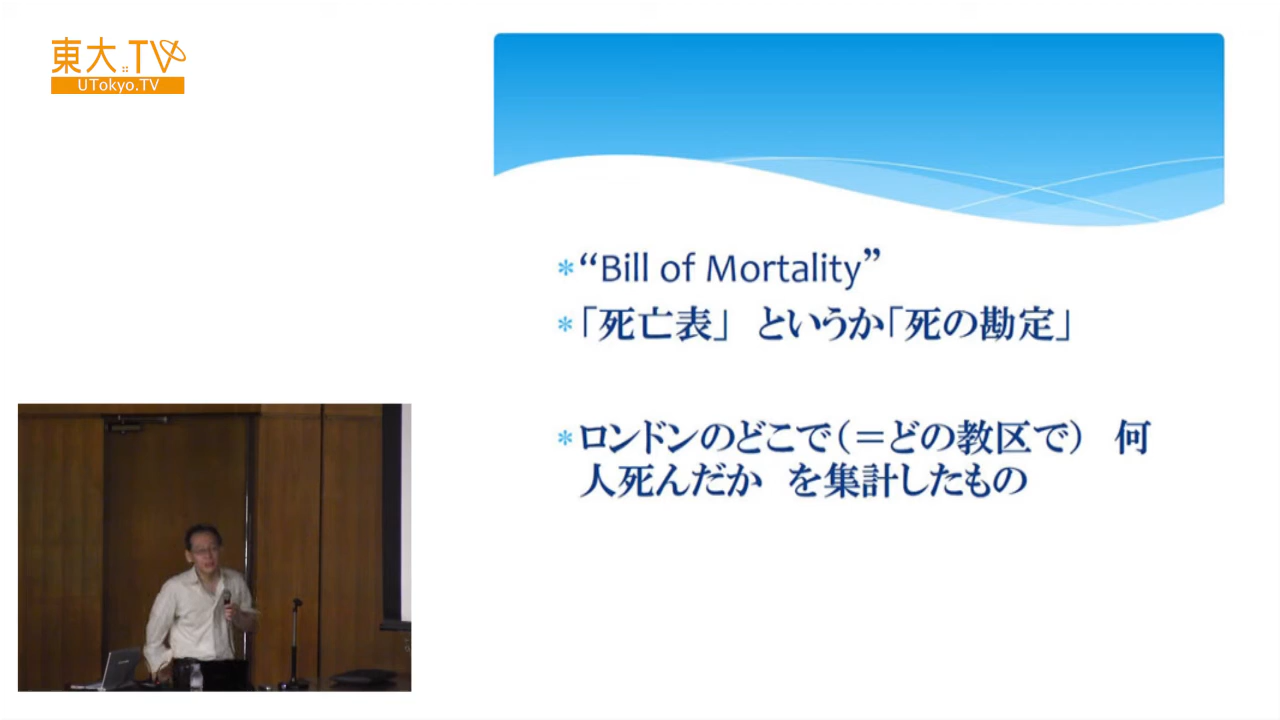 東大.TV
UTokyo.TV
*“Bill of Mortality”
*「死亡表」 というか「死の勘定」
*ロンドンのどこで(=どの教区で) 何
人死んだか を集計したもの